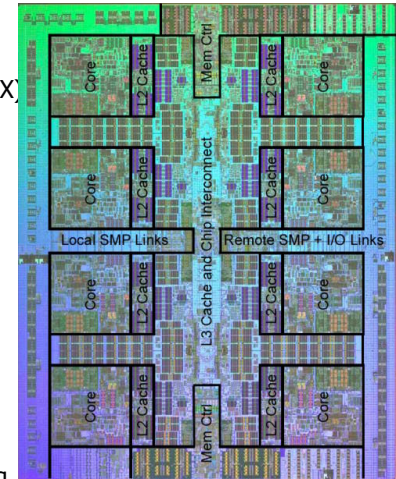 Mem Ctrl
Core
L2 Cache
L2 Cache
Core
X)
Core
L2 Cache
L2 Cache
Core
L3 Cache and Chip Interconnect
Local SMP Links
Remote SMP + I/O Links
Core
L2 Cache
L2 Cache
Core
Core
L2 Cache
L2 Cache
Core
Mem Ctrl